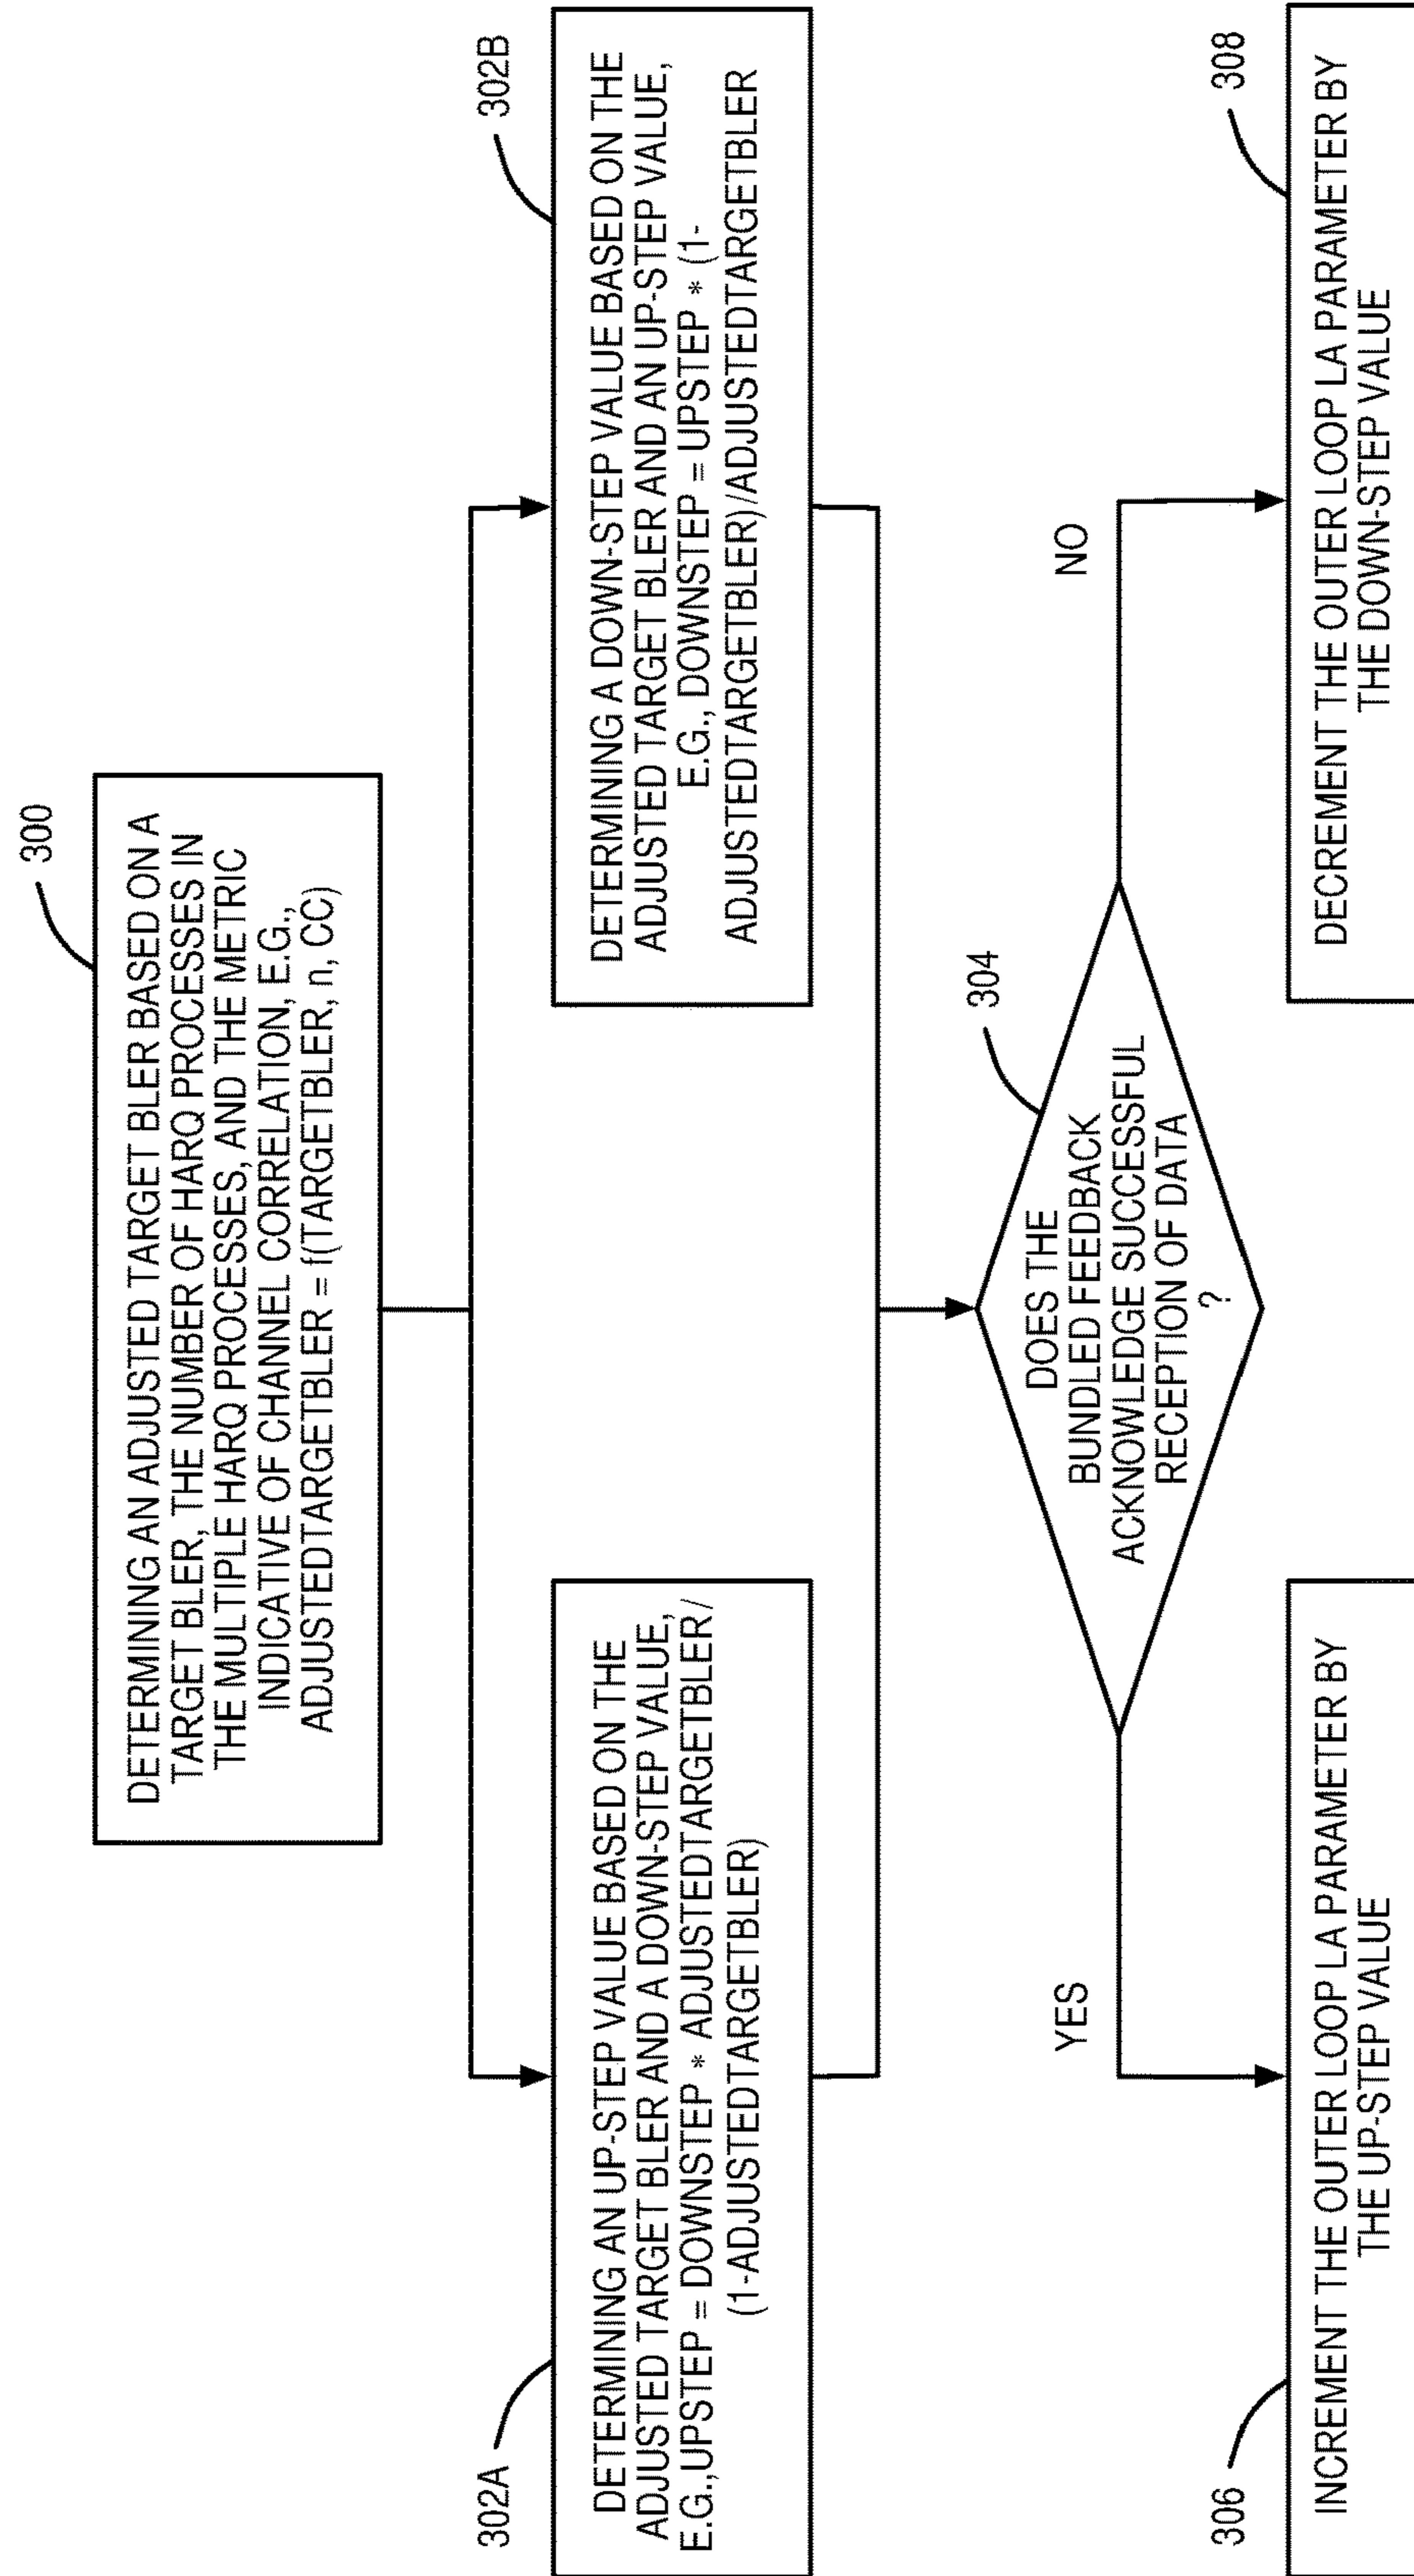 300
DETERMINING AN ADJUSTED TARGET BLER BASED ON A
TARGET BLER, THE NUMBER OF HARQ PROCESSES IN
THE MULTIPLE HARQ PROCESSES, AND THE METRIC
INDICATIVE OF CHANNEL CORRELATION, E.G.,
ADJUSTEDTARGETBLER = f(TARGETBLER, n, CC)
302A
DETERMINING AN UP-STEP VALUE BASED ON THE
ADJUSTED TARGET BLER AND A DOWN-STEP VALUE,
E.G.,UPSTEP = DOWNSTEP * ADJUSTEDTARGETBLER/
(1-ADJUSTEDTARGETBLER)
302B
DETERMINING A DOWN-STEP VALUE BASED ON THE
ADJUSTED TARGET BLER AND AN UP-STEP VALUE,
E.G., DOWNSTEP = UPSTEP * (1-
ADJUSTEDTARGETBLER)/ADJUSTEDTARGETBLER
304
DOES THE
BUNDLED FEEDBACK
ACKNOWLEDGE SUCCESSFUL
RECEPTION OF DATA
?
YES
NO
306
INCREMENT THE OUTER LOOP LA PARAMETER BY
THE UP-STEP VALUE
308
DECREMENT THE OUTER LOOP LA PARAMETER BY
THE DOWN-STEP VALUE